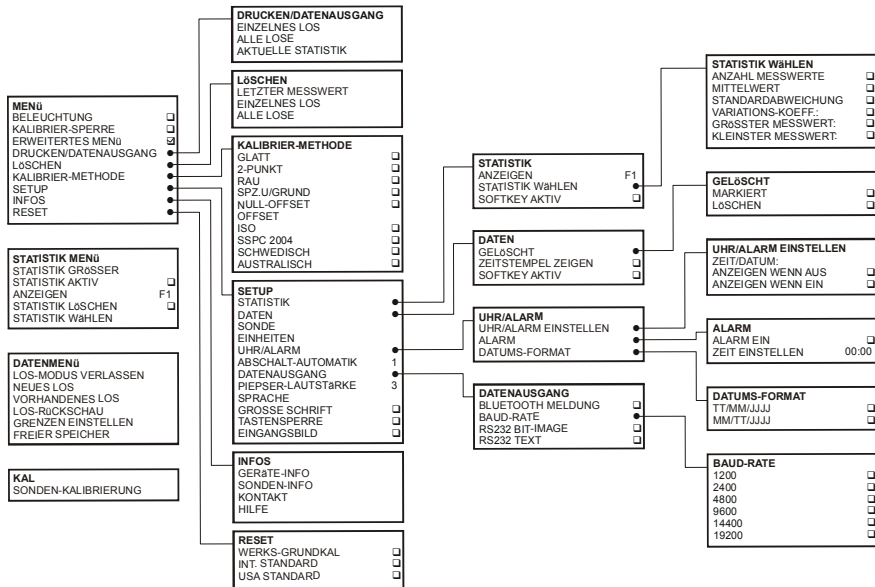 MENü
BELEUCHTUNG
KALIBRIER-SPERRE
ERWEITERTES MENü
DRUCKEN/DATENAUSGANG
LöSCHEN
KALIBRIER-METHODE
SETUP
INFOS
RESET
STATISTIK MENü
STATISTIK GRöSSER
STATISTIK AKTIV
ANZEIGEN F1
STATISTIK LöSCHEN
STATISTIK WäHLEN
DATENMENü
LOS-MODUS VERLASSEN
NEUES LOS
VORHANDENES LOS
LOS-RüCKSCHAU
GRENZEN EINSTELLEN
FREIER SPEICHER
KAL
SONDEN-KALIBRIERUNG
DRUCKEN/DATENAUSGANG
EINZELNES LOS
ALLE LOSE
AKTUELLE STATISTIK
LöSCHEN
LETZTER MESSWERT
EINZELNES LOS
ALLE LOSE
KALIBRIER-METHODE
GLATT
2-PUNKT
RAU
SPZ.U/GRUND
NULL-OFFSET
OFFSET
ISO
SSPC 2004
SCHWEDISCH
AUSTRALISCH
SETUP
STATISTIK
DATEN
SONDE
EINHEITEN
UHR/ALARM
ABSCHALT-AUTOMATIK 1
DATENAUSGANG
PIEPSER-LAUTSTäRKE 3
SPRACHE
GROSSE SCHRIFT
TASTENSPERRE
EINGANGSBILD
INFOS
GERäTE-INFO
SONDEN-INFO
KONTAKT
HILFE
RESET
WERKS-GRUNDKAL
INT. STANDARD
USA STANDARD
STATISTIK
ANZEIGEN F1
STATISTIK WäHLEN
SOFTKEY AKTIV
DATEN
GELöSCHT
ZEITSTEMPEL ZEIGEN
SOFTKEY AKTIV
UHR/ALARM
UHR/ALARM EINSTELLEN
ALARM
DATUMS-FORMAT
DATENAUSGANG
BLUETOOTH MELDUNG
BAUD-RATE
RS232 BIT-IMAGE
RS232 TEXT
STATISTIK WäHLEN
ANZAHL MESSWERTE
MITTELWERT
STANDARDABWEICHUNG
VARIATIONS-KOEFF.:
GRöSSTER MESSWERT:
KLEINSTER MESSWERT:
GELöSCHT
MARKIERT
LöSCHEN
UHR/ALARM EINSTELLEN
ZEIT/DATUM:
ANZEIGEN WENN AUS
ANZEIGEN WENN EIN
ALARM
ALARM EIN
ZEIT EINSTELLEN 00:00
DATUMS-FORMAT
TT/MM/JJJJ
MM/TT/JJJJ
BAUD-RATE
1200
2400
4800
9600
14400
19200